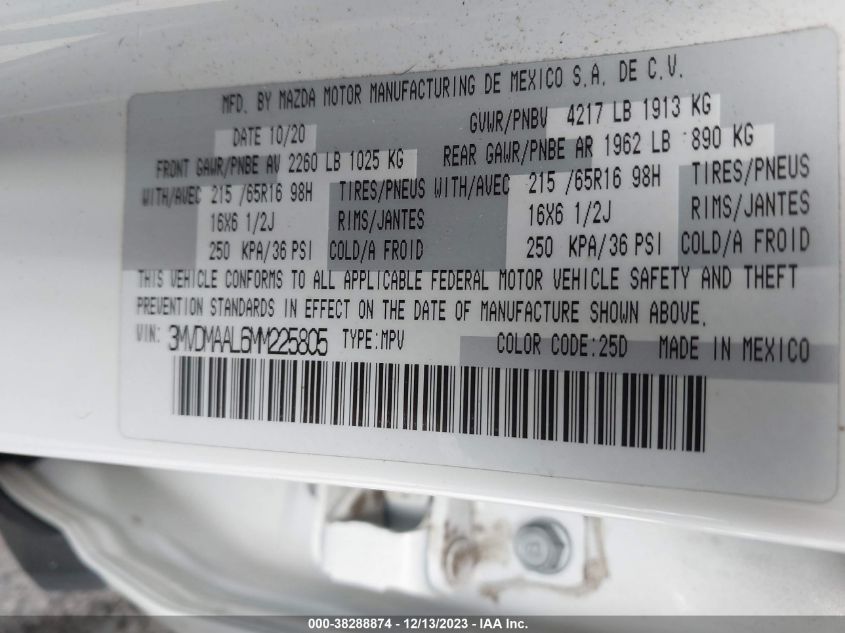 MFD. BY MAZDA MOTOR MANUFACTURING DE MEXICO S.A. DE C.V.
DATE 10/20 GVWR/PNBV 4217 LB 1913 KG
FRONT GAWR/PNBE AV 2260 LB 1025 KG REAR GAWR/PNBE AR 1962 LB 890 KG
WITH/AVEC 215 /65R16 98H TIRES/PNEUS WITH/AVEC 215 /65R16 98H TIRES/PNEUS
16X6 1/2J RIMS/JANTES 16X6 1/2J RIMS/JANTES
250 KPA/36 PSI COLD/A FROID 250 KPA/36 PSI COLD/A FROID
THIS VEHICLE CONFORMS TO ALL APPLICABLE FEDERAL MOTOR VEHICLE SAFETY AND THEFT
PREVENTION STANDARDS IN EFFECT ON THE DATE OF MANUFACTURE SHOWN ABOVE.
VIN: 3MVDMAAL6MM225805 TYPE:MPV COLOR CODE:25D MADE IN MEXICO
000-38288874 - 12/13/2023 - IAA Inc.